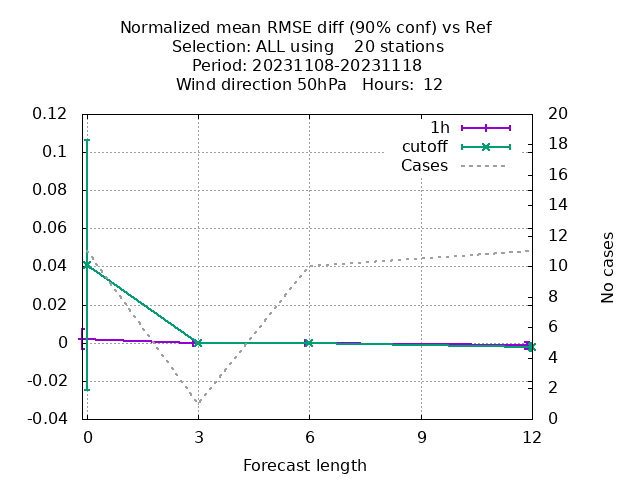 Normalized mean RMSE diff (90% conf) vs Ref
Selection: ALL using    20 stations
Period: 20231108-20231118
Wind direction 50hPa   Hours:  12
1h
cutoff
Cases
0.12
0.1
0.08
0.06
0.04
0.02
0
-0.02
-0.04
20
18
16
14
12
10
8
6
4
2
0
No cases
0 3 6 9 12
Forecast length